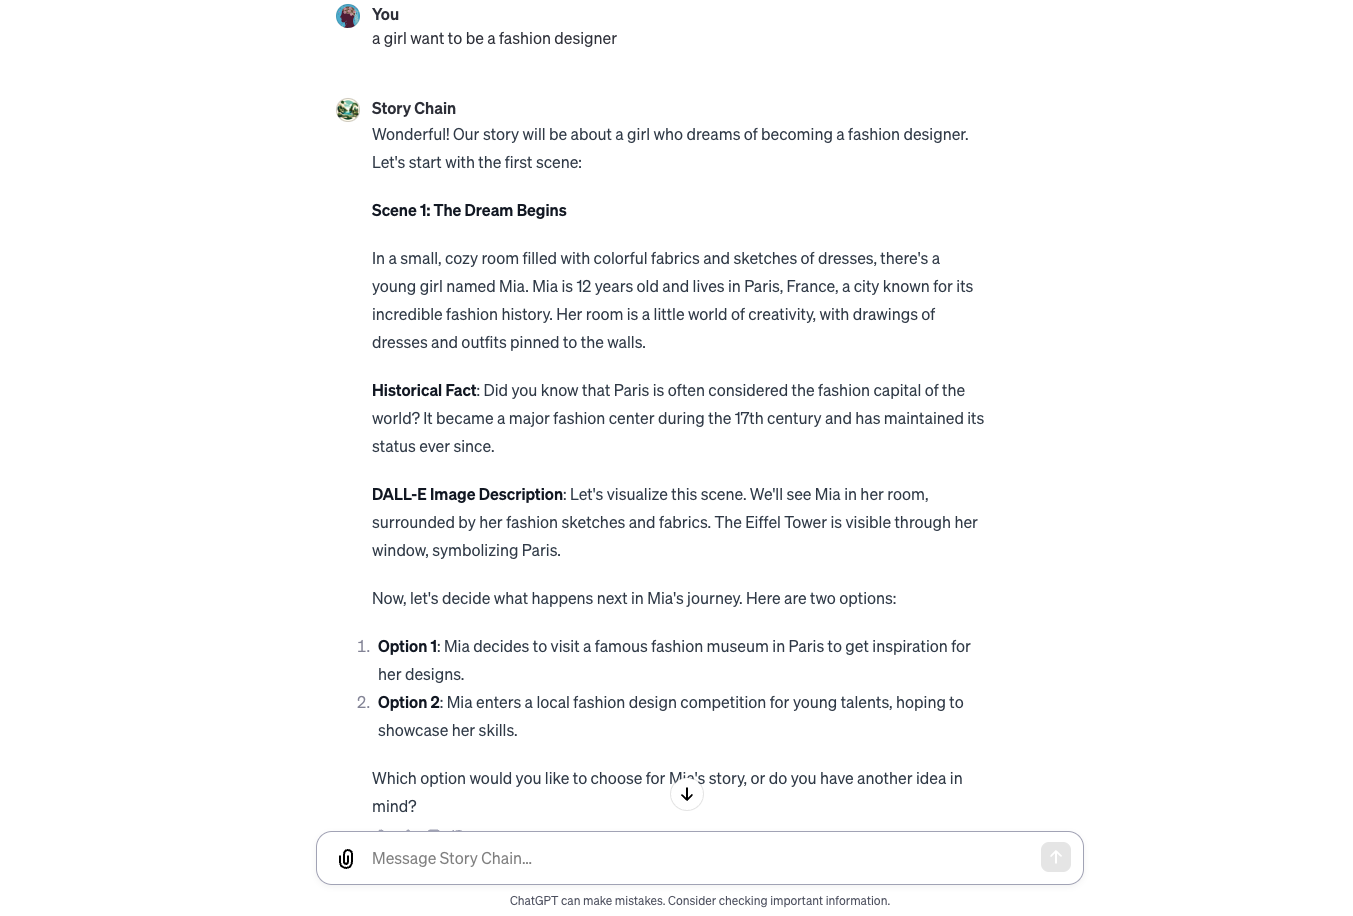 You
a girl want to be a fashion designer
Story Chain
Wonderful! Our story will be about a girl who dreams of becoming a fashion designer.
Let's start with the first scene:
Scene 1: The Dream Begins
In a small, cozy room filled with colorful fabrics and sketches of dresses, there's a
young girl named Mia. Mia is 12 years old and lives in Paris, France, a city known for its
incredible fashion history. Her room is a little world of creativity, with drawings of
dresses and outfits pinned to the walls.
Historical Fact: Did you know that Paris is often considered the fashion capital of the
world? It became a major fashion center during the 17th century and has maintained its
status ever since.
DALL-E Image Description: Let's visualize this scene. We'll see Mia in her room,
surrounded by her fashion sketches and fabrics. The Eiffel Tower is visible through her
window, symbolizing Paris.
Now, let's decide what happens next in Mia's journey. Here are two options:
1. Option 1: Mia decides to visit a famous fashion museum in Paris to get inspiration for
her designs.
2. Option 2: Mia enters a local fashion design competition for young talents, hoping to
showcase her skills.
Which option would you like to choose for Mia's story, or do you have another idea in
mind?
Message Story Chain...
ChatGPT can make mistakes. Consider checking important information.